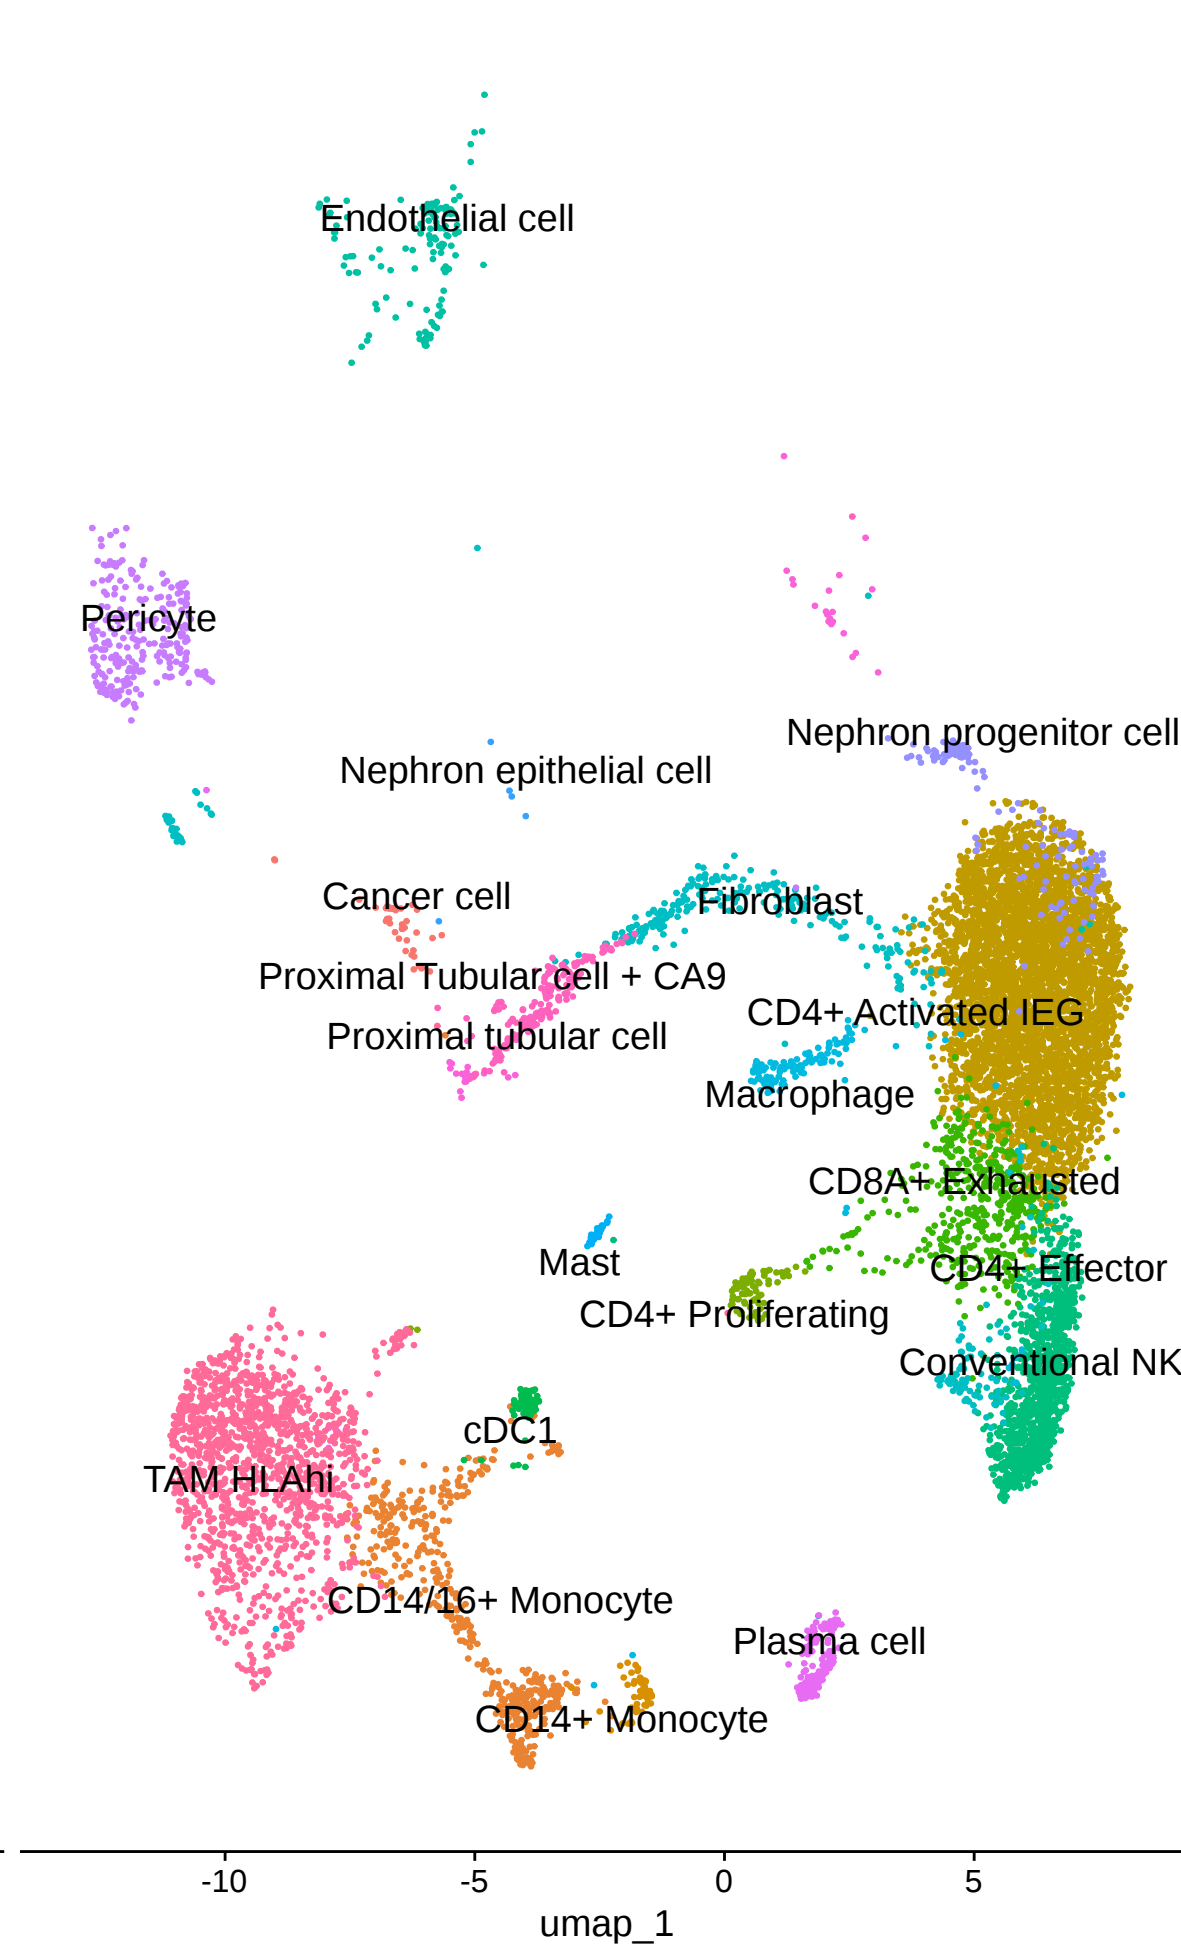 Endothelial cell
Pericyte
Nephron progenitor cell
Nephron epithelial cell
Cancer cell
Fibroblast
Proximal Tubular cell + CA9
CD4+ Activated IEG
Proximal tubular cell
Macrophage
CD8A+ Exhausted
Mast
CD4+ Effector
CD4+ Proliferating
Conventional NK
cDC1
TAM HLAhi
CD14/16+ Monocyte
Plasma cell
CD14+ Monocyte
-10 -5 0 5
umap_1